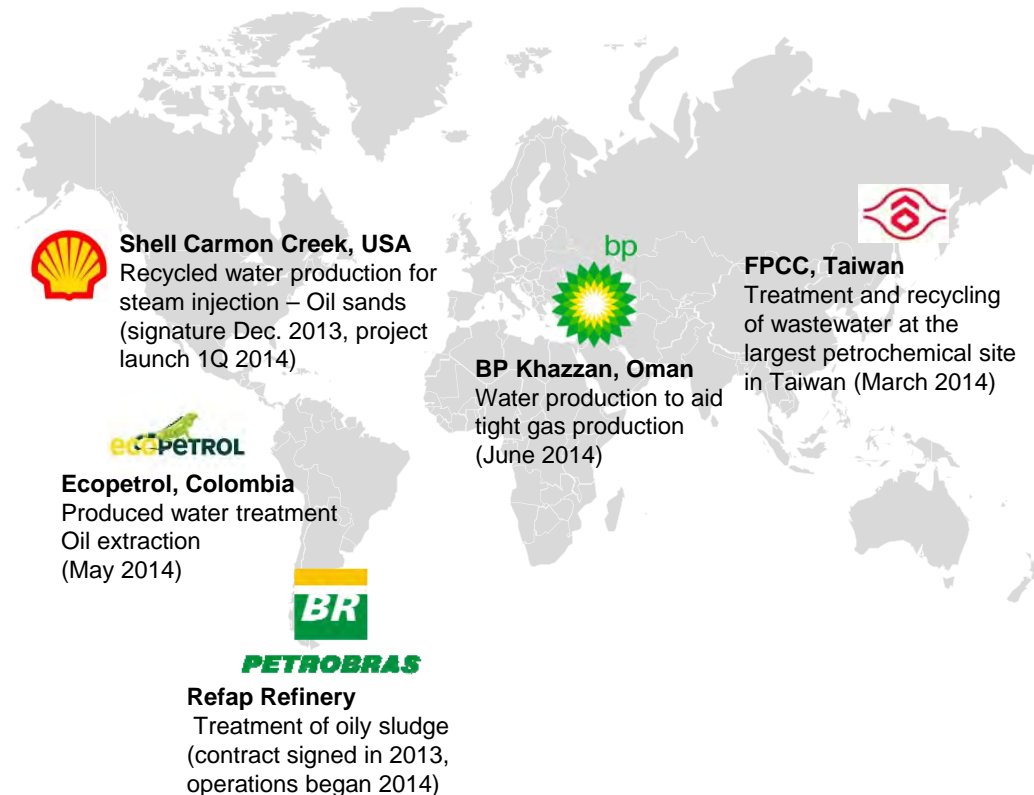 Shell Carmon Creek, USA
Recycled water production for
steam injection – Oil sands
(signature Dec. 2013, project
launch 1Q 2014)
bp
BP Khazzan, Oman
Water production to aid
tight gas production
(June 2014)
FPCC, Taiwan
Treatment and recycling
of wastewater at the
largest petrochemical site
in Taiwan (March 2014)
ecoPETROL
Ecopetrol, Colombia
Produced water treatment
Oil extraction
(May 2014)
BR
PETROBRAS
Refap Refinery
Treatment of oily sludge
(contract signed in 2013,
operations began 2014)